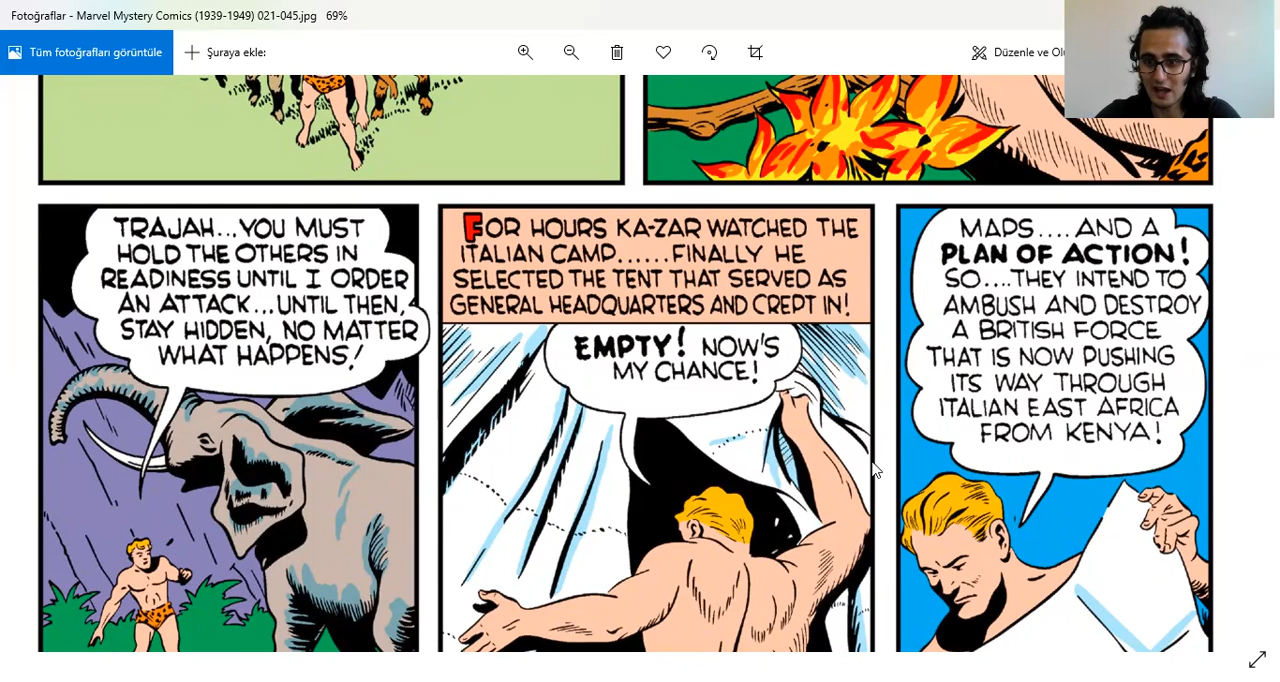 Fotoğraflar - Marvel Mystery Comics (1939-1949) 021-045.jpg 69%
Tüm fotoğrafları görüntüle
Şuraya ekle:
Düzenle ve Olu
TRAJAH...YOU MUST
HOLD THE OTHERS IN
READINESS UNTIL I ORDER
AN ATTACK...UNTIL THEN,
STAY HIDDEN, NO MATTER
WHAT HAPPENS!
FOR HOURS KA-ZAR WATCHED THE
ITALIAN CAMP......FINALLY HE
SELECTED THE TENT THAT SERVED AS
GENERAL HEADQUARTERS AND CREPT IN!
EMPTY! NOW'S
MY CHANCE!
MAPS....AND A
PLAN OF ACTION!
SO....THEY INTEND TO
AMBUSH AND DESTROY
A BRITISH FORCE
THAT IS NOW PUSHING
ITS WAY THROUGH
ITALIAN EAST AFRICA
FROM KENYA!